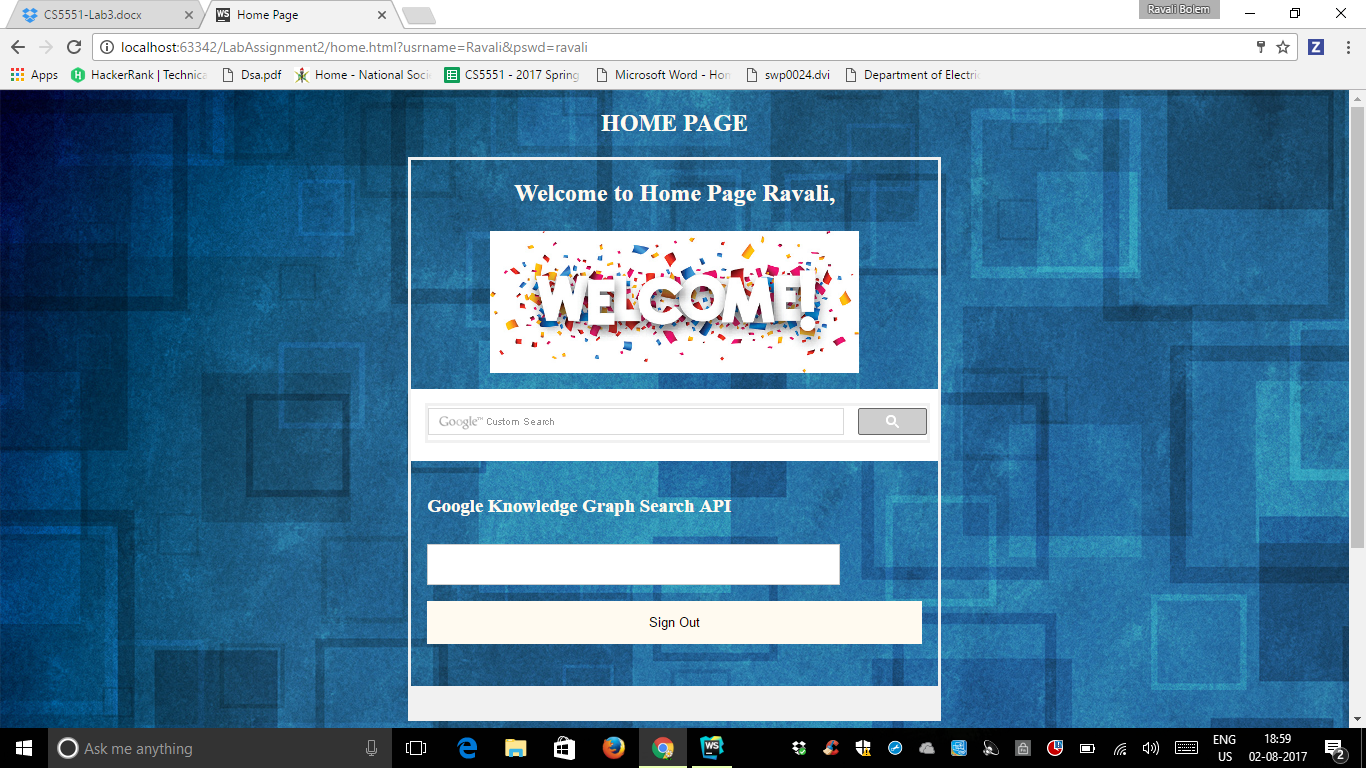 CS5551-Lab3.docx
Home Page
Ravali Bolem
localhost:63342/LabAssignment2/home.html?usrname=Ravali&pswd=ravali
Apps
HackerRank | Technica
Dsa.pdf
Home - National Soci
CS5551 - 2017 Spring
Microsoft Word - Hon
swp0024.dvi
Department of Electri
Z
HOME PAGE
Welcome to Home Page Ravali,
WELCOME!
Google™ Custom Search
Google Knowledge Graph Search API
Sign Out
Ask me anything
WS
ENG
US
18:59
02-08-2017
2